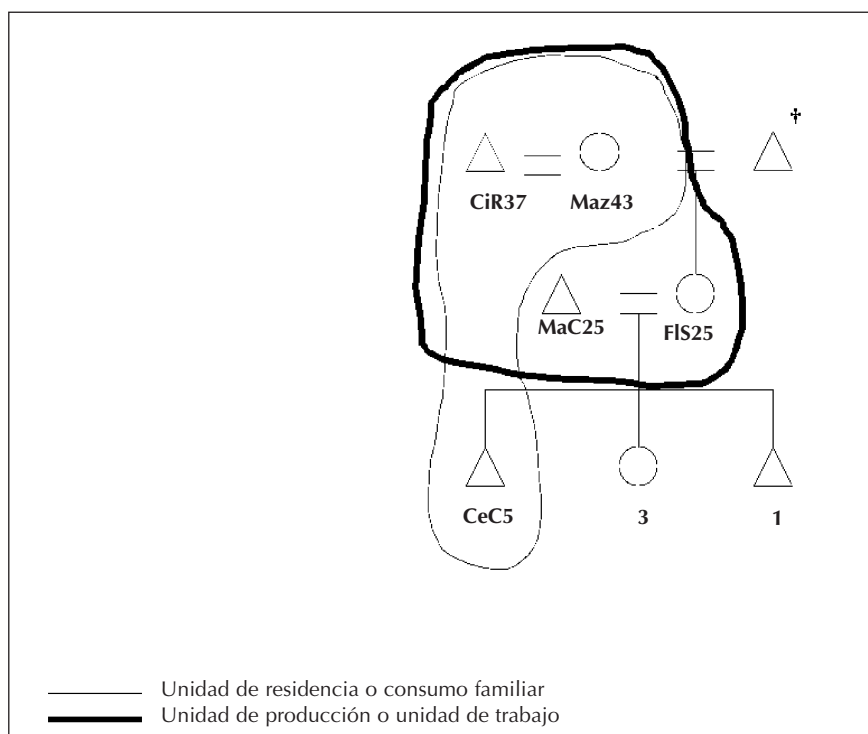 †
CiR37 Maz43
MaC25 FlS25
CeC5 3 1
Unidad de residencia o consumo familiar
Unidad de producción o unidad de trabajo